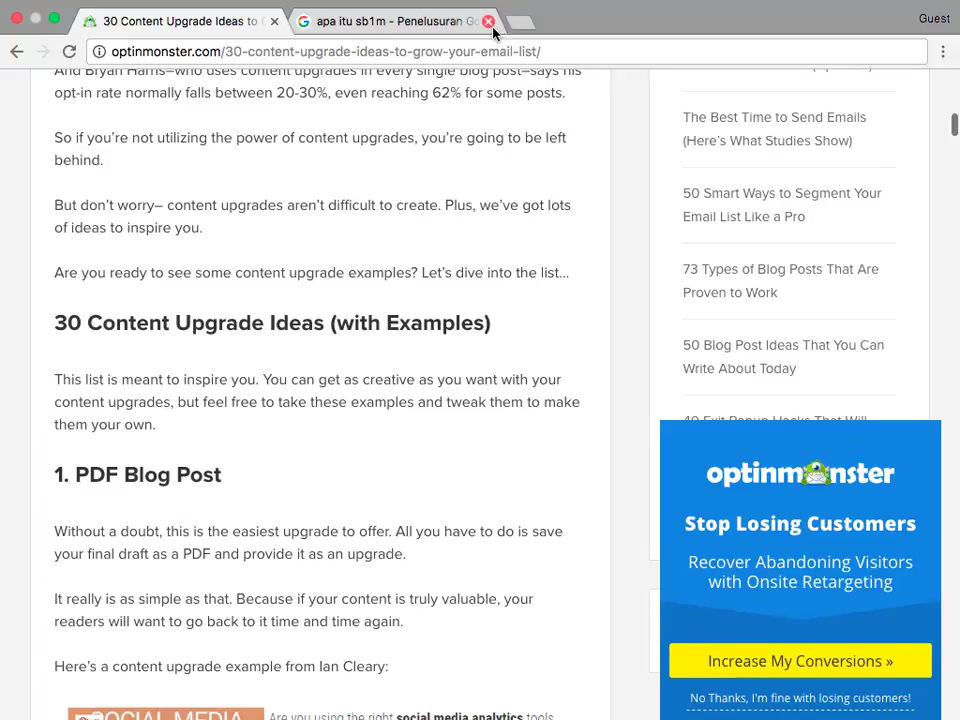 30 Content Upgrade Ideas to
apa itu sb1m - Penelusuran
Guest
optinmonster.com/30-content-upgrade-ideas-to-grow-your-email-list/
And Bryan Harris–who uses content upgrades in every single blog post–says his
opt-in rate normally falls between 20-30%, even reaching 62% for some posts.
So if you're not utilizing the power of content upgrades, you're going to be left
behind.
But don't worry– content upgrades aren't difficult to create. Plus, we've got lots
of ideas to inspire you.
Are you ready to see some content upgrade examples? Let's dive into the list…
30 Content Upgrade Ideas (with Examples)
This list is meant to inspire you. You can get as creative as you want with your
content upgrades, but feel free to take these examples and tweak them to make
them your own.
1. PDF Blog Post
Without a doubt, this is the easiest upgrade to offer. All you have to do is save
your final draft as a PDF and provide it as an upgrade.
It really is as simple as that. Because if your content is truly valuable, your
readers will want to go back to it time and time again.
Here's a content upgrade example from Ian Cleary:
SOCIAL MEDIA
Are you using the right social media analytics tools
The Best Time to Send Emails
(Here's What Studies Show)
50 Smart Ways to Segment Your
Email List Like a Pro
73 Types of Blog Posts That Are
Proven to Work
50 Blog Post Ideas That You Can
Write About Today
40 Exit Popup Hacks That Will
optinmonster
Stop Losing Customers
Recover Abandoning Visitors
with Onsite Retargeting
Increase My Conversions »
No Thanks, I'm fine with losing customers!